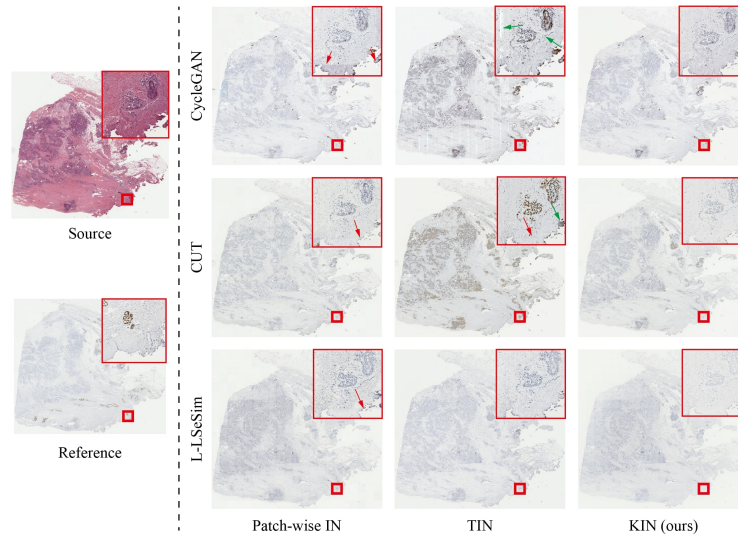 Source
Reference
CycleGAN
CUT
L-LSeSim
Patch-wise IN
TIN
KIN (ours)